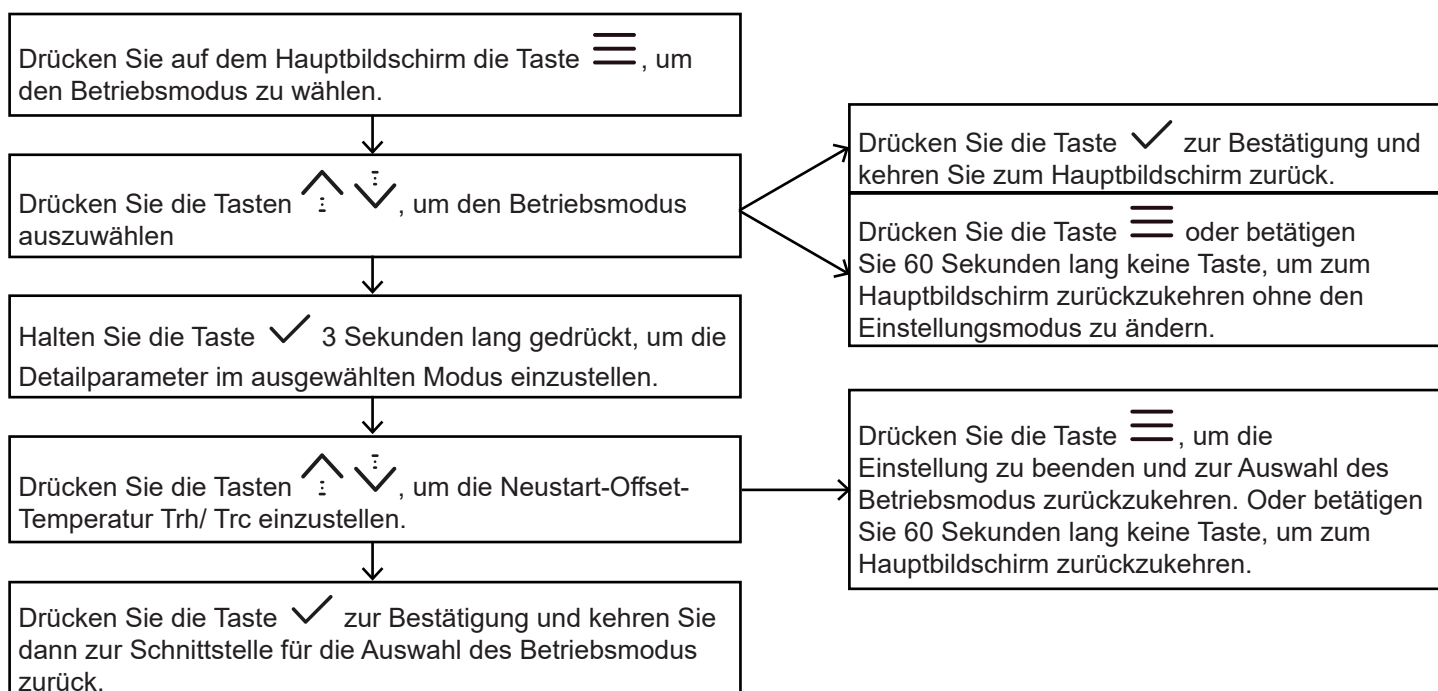 Drücken Sie auf dem Hauptbildschirm die Taste , um
den Betriebsmodus zu wählen.
Drücken Sie die Tasten , um den Betriebsmodus
auszuwählen
Drücken Sie die Taste zur Bestätigung und
kehren Sie zum Hauptbildschirm zurück.
Drücken Sie die Taste oder betätigen
Sie 60 Sekunden lang keine Taste, um zum
Hauptbildschirm zurückzukehren ohne den
Einstellungsmodus zu ändern.
Halten Sie die Taste 3 Sekunden lang gedrückt, um die
Detailparameter im ausgewählten Modus einzustellen.
Drücken Sie die Tasten , um die Neustart-Offset-
Temperatur Trh/ Trc einzustellen.
Drücken Sie die Taste , um die
Einstellung zu beenden und zur Auswahl des
Betriebsmodus zurückzukehren. Oder betätigen
Sie 60 Sekunden lang keine Taste, um zum
Hauptbildschirm zurückzukehren.
Drücken Sie die Taste zur Bestätigung und kehren Sie
dann zur Schnittstelle für die Auswahl des Betriebsmodus
zurück.